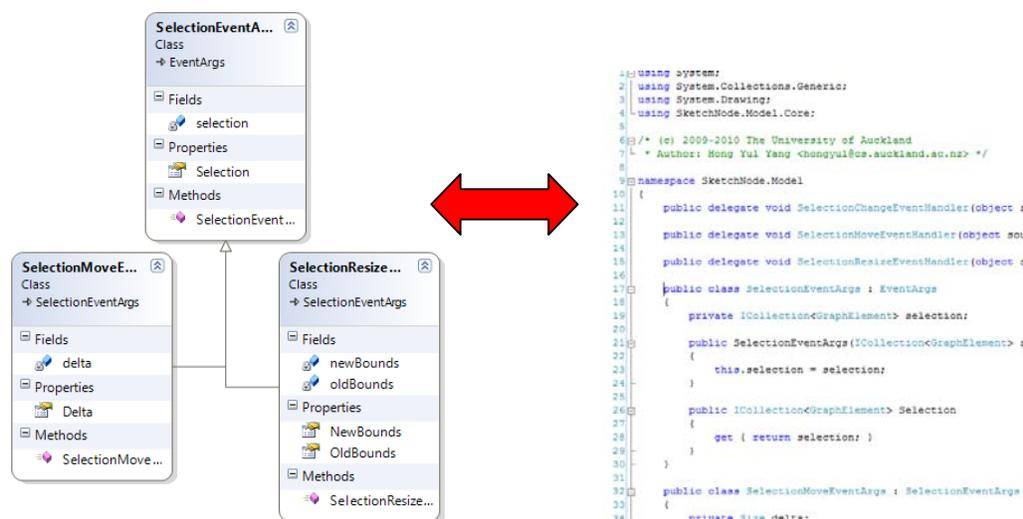 SelectionEventA...
Class
EventArgs
Fields
selection
Properties
Selection
Methods
SelectionEvent...
SelectionMoveE...
Class
SelectionEventArgs
Fields
delta
Properties
Delta
Methods
SelectionMove...
SelectionResize...
Class
SelectionEventArgs
Fields
newBounds
oldBounds
Properties
NewBounds
OldBounds
Methods
SelectionResize...
1 using System;
2 using System.Collections.Generic;
3 using System.Drawing;
4 using SketchNode.Model.Core;
5
6 /* (c) 2009-2010 The University of Auckland
7 * Author: Hong Yul Yang <hongyul@cs.auckland.ac.nz> */
8
9 namespace SketchNode.Model
10 {
11 public delegate void SelectionChangeEventHandler(object s
12
13 public delegate void SelectionMoveEventHandler(object sou
14
15 public delegate void SelectionResizeEventHandler(object s
16
17 public class SelectionEventArgs : EventArgs
18 {
19 private ICollection<GraphElement> selection;
20
21 public SelectionEventArgs(ICollection<GraphElement> s
22 {
23 this.selection = selection;
24 }
25
26 public ICollection<GraphElement> Selection
27 {
28 get { return selection; }
29 }
30 }
31
32 public class SelectionMoveEventArgs : SelectionEventArgs
33 {
34 private Size delta;